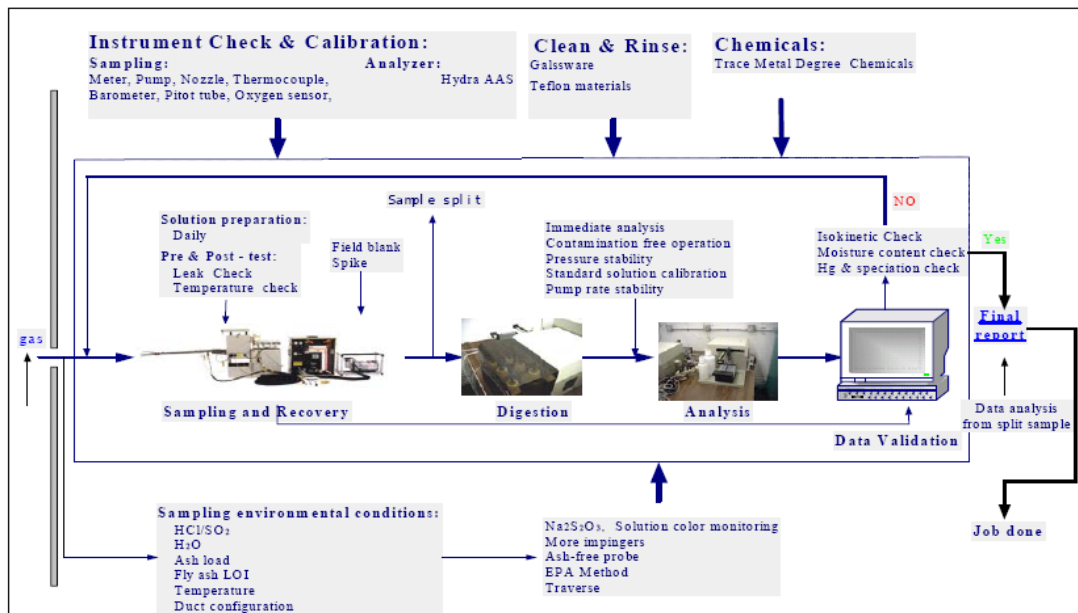 Instrument Check & Calibration:
Sampling: Analyzer:
Meter, Pump, Nozzle, Thermocouple, Hydra AAS
Barometer, Pitot tube, Oxygen sensor,
Clean & Rinse:
Galssware
Teflon materials
Chemicals:
Trace Metal Degree Chemicals
NO
Sample split
Solution preparation:
Daily
Pre & Post - test:
Leak Check
Temperature check
Field blank
Spike
Immediate analysis
Contamination free operation
Pressure stability
Standard solution calibration
Pump rate stability
Isokinetic Check
Moisture content check
Hg & speciation check
Yes
gas
Final
report
Sampling and Recovery
Digestion
Analysis
Data Validation
Data analysis
from split sample
Sampling environmental conditions:
HCl/SO₂
H₂O
Ash load
Fly ash LOI
Temperature
Duct configuration
Na2S₂O₃, Solution color monitoring
More impingers
Ash-free probe
EPA Method
Traverse
Job done